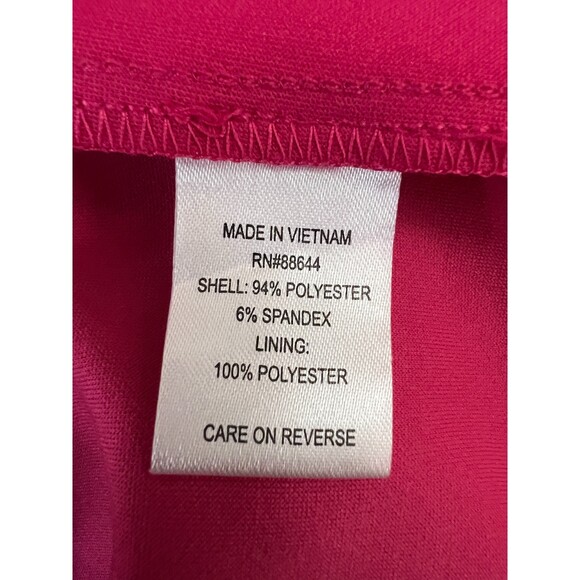 MADE IN VIETNAM
RN#88644
SHELL: 94% POLYESTER
6% SPANDEX
LINING:
100% POLYESTER
CARE ON REVERSE